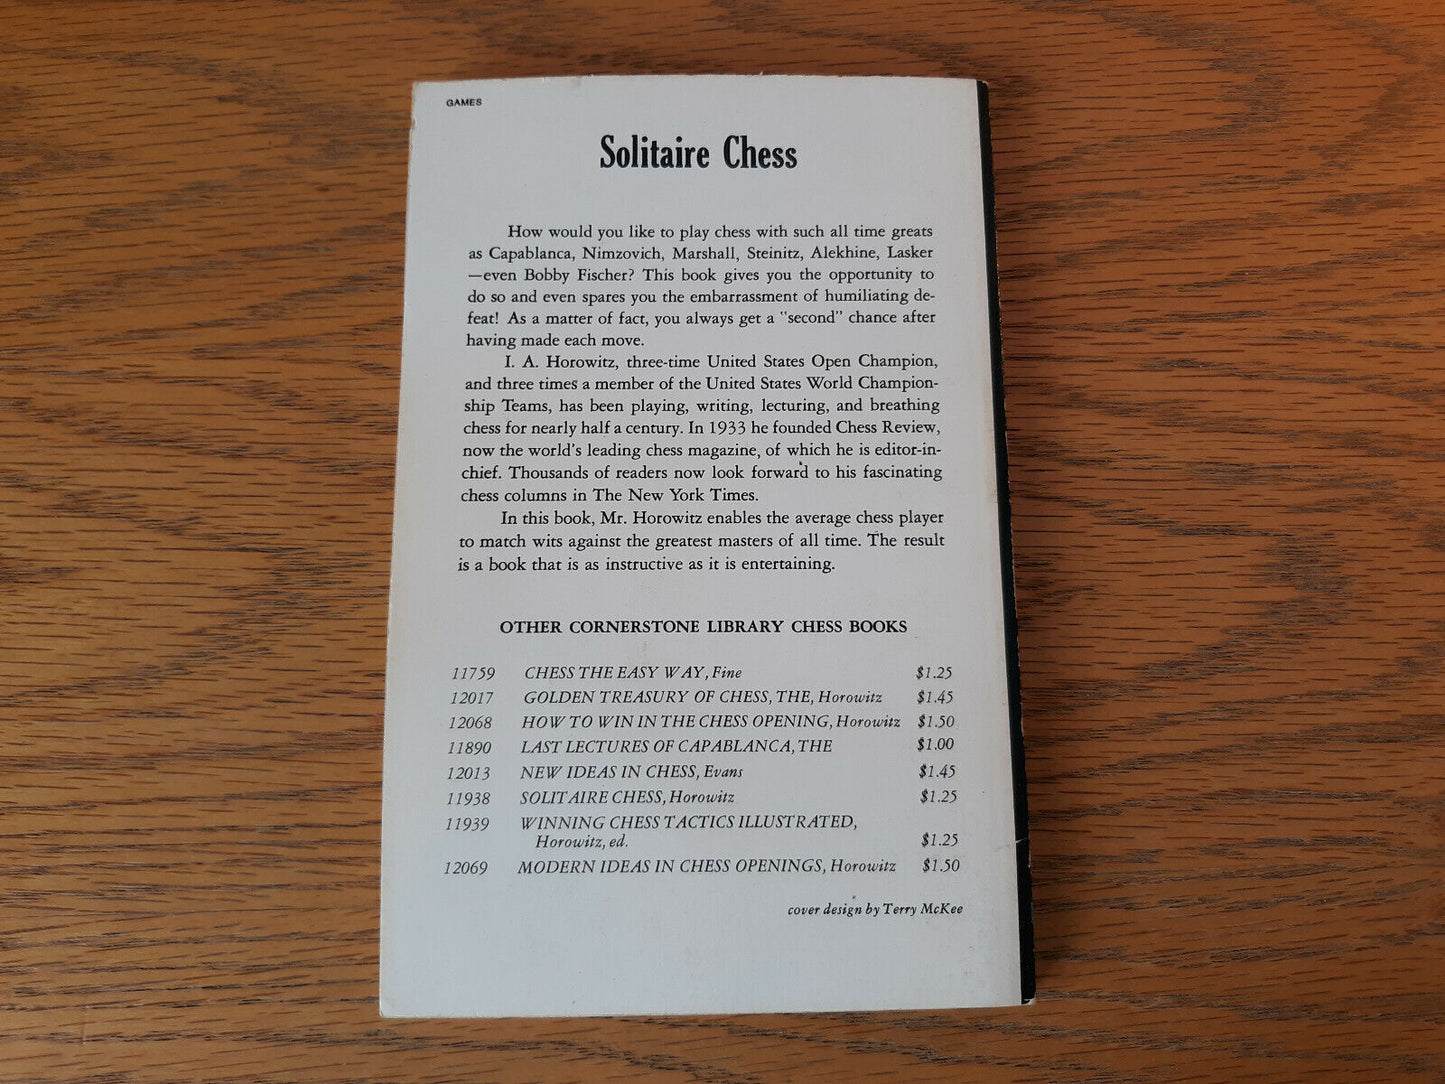 GAMES
Solitaire Chess
How would you like to play chess with such all time greats
as Capablanca, Nimzovich, Marshall, Steinitz, Alekhine, Lasker
—even Bobby Fischer? This book gives you the opportunity to
do so and even spares you the embarrassment of humiliating de-
feat! As a matter of fact, you always get a "second" chance after
having made each move.
I. A. Horowitz, three-time United States Open Champion,
and three times a member of the United States World Champion-
ship Teams, has been playing, writing, lecturing, and breathing
chess for nearly half a century. In 1933 he founded Chess Review,
now the world's leading chess magazine, of which he is editor-in-
chief. Thousands of readers now look forward to his fascinating
chess columns in The New York Times.
In this book, Mr. Horowitz enables the average chess player
to match wits against the greatest masters of all time. The result
is a book that is as instructive as it is entertaining.
OTHER CORNERSTONE LIBRARY CHESS BOOKS
11759 CHESS THE EASY WAY, Fine $1.25
12017 GOLDEN TREASURY OF CHESS, THE, Horowitz $1.45
12068 HOW TO WIN IN THE CHESS OPENING, Horowitz $1.50
11890 LAST LECTURES OF CAPABLANCA, THE $1.00
12013 NEW IDEAS IN CHESS, Evans $1.45
11938 SOLITAIRE CHESS, Horowitz $1.25
11939 WINNING CHESS TACTICS ILLUSTRATED,
Horowitz, ed. $1.25
12069 MODERN IDEAS IN CHESS OPENINGS, Horowitz $1.50
cover design by Terry McKee